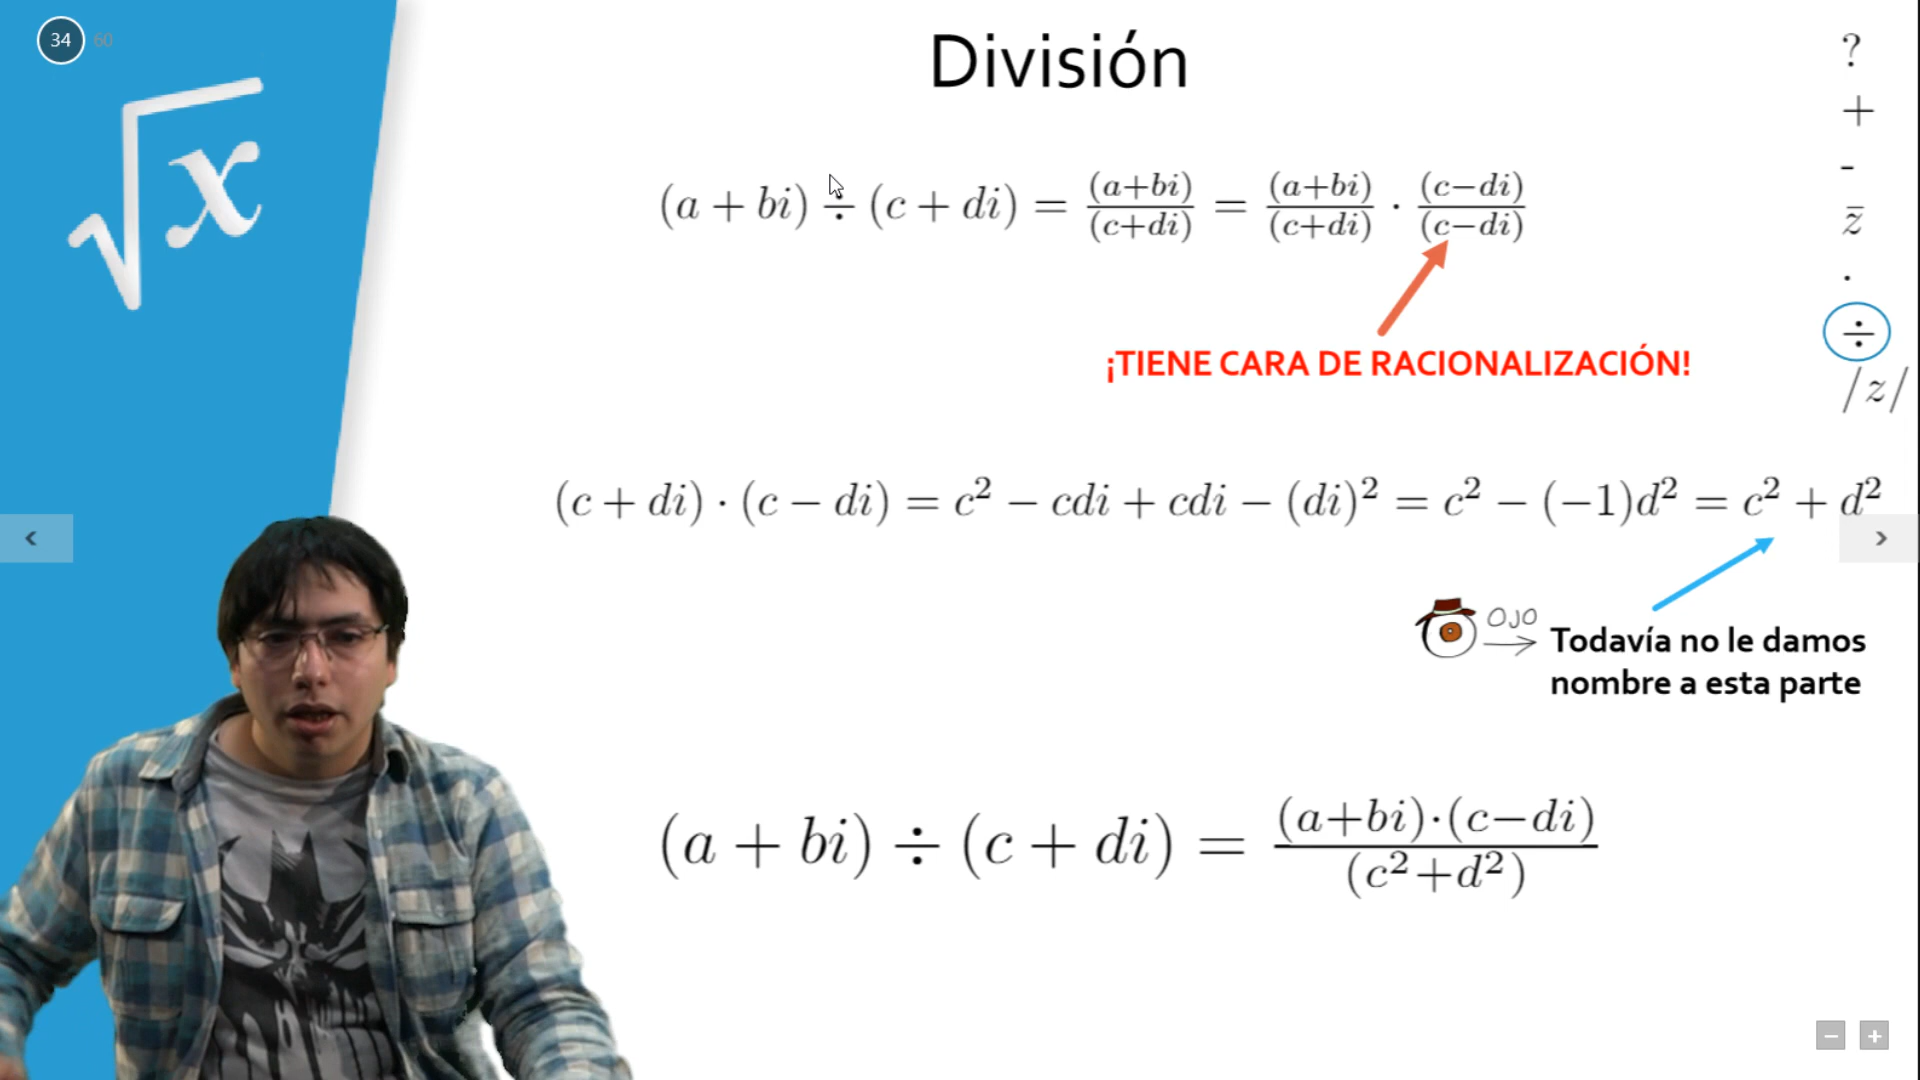 34 60
√x
División
?
+
-
z̄
·
÷
/z/
(a + bi) ÷ (c + di) = (a+bi)/(c+di) = (a+bi)/(c+di) · (c−di)/(c−di)
¡TIENE CARA DE RACIONALIZACIÓN!
(c + di) · (c − di) = c² − cdi + cdi − (di)² = c² − (−1)d² = c² + d²
OJO
Todavía no le damos
nombre a esta parte
(a + bi) ÷ (c + di) = (a+bi)·(c−di)/(c²+d²)